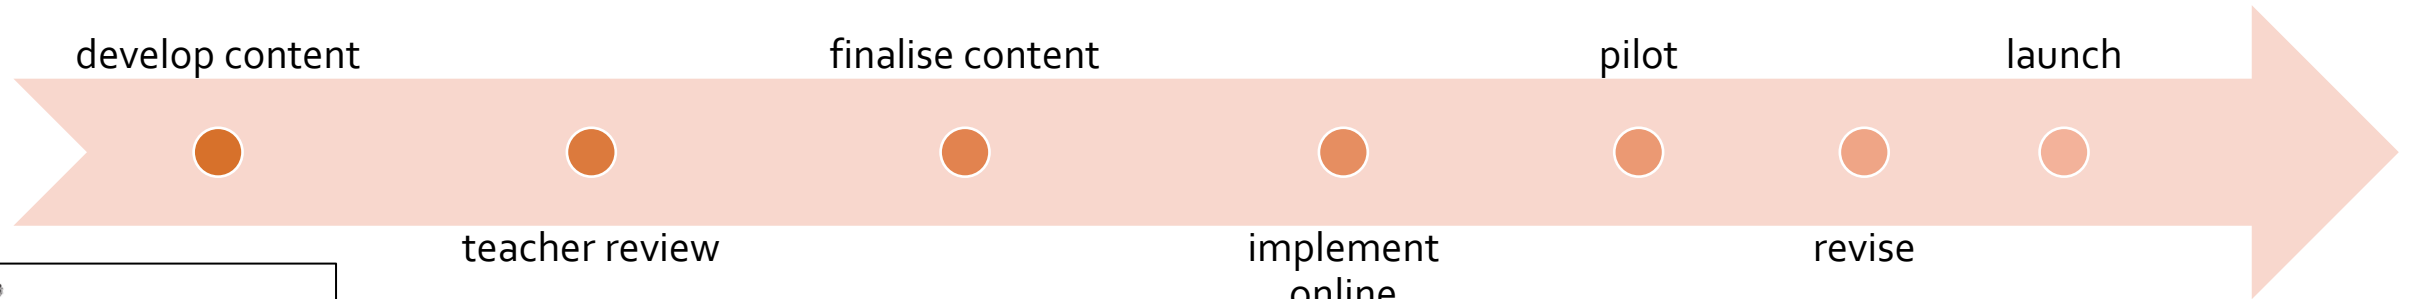 develop content
teacher review
finalise content
implement
online
pilot
revise
launch